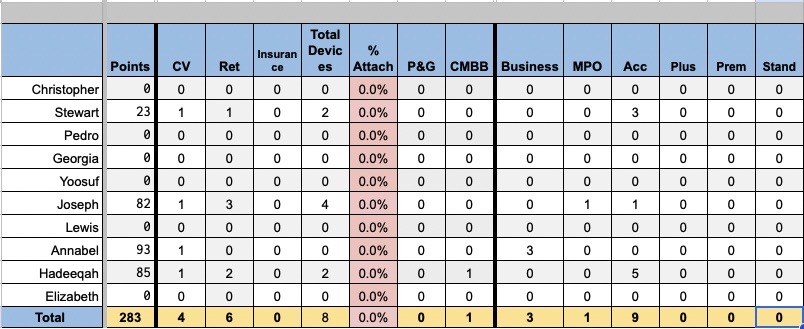 Points CV Ret Insurance Total Devices % Attach P&G CMBB Business MPO Acc Plus Prem Stand
Christopher 0 0 0 0 0 0.0% 0 0 0 0 0 0 0 0
Stewart 23 1 1 0 2 0.0% 0 0 0 0 3 0 0 0
Pedro 0 0 0 0 0 0.0% 0 0 0 0 0 0 0 0
Georgia 0 0 0 0 0 0.0% 0 0 0 0 0 0 0 0
Yoosuf 0 0 0 0 0 0.0% 0 0 0 0 0 0 0 0
Joseph 82 1 3 0 4 0.0% 0 0 0 1 1 0 0 0
Lewis 0 0 0 0 0 0.0% 0 0 0 0 0 0 0 0
Annabel 93 1 0 0 0 0.0% 0 0 3 0 0 0 0 0
Hadeeqah 85 1 2 0 2 0.0% 0 1 0 0 5 0 0 0
Elizabeth 0 0 0 0 0 0.0% 0 0 0 0 0 0 0 0
Total 283 4 6 0 8 0.0% 0 1 3 1 9 0 0 0